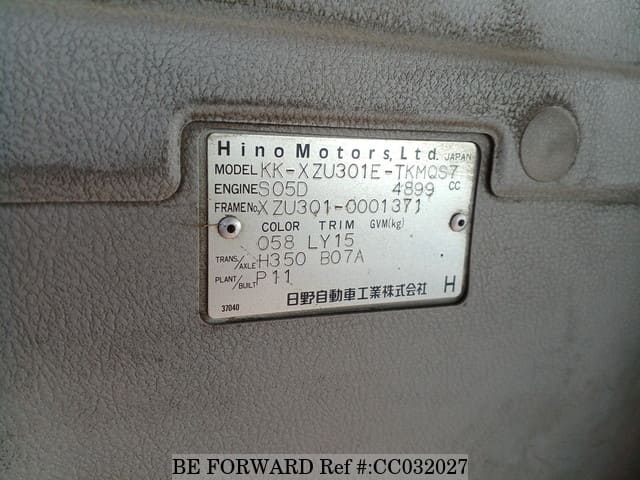 Hino Motors, Ltd. JAPAN
MODEL KK-XZU301E-TKMQS7
ENGINE S05D 4899 CC
FRAME No. XZU301-0001371
COLOR TRIM GVM(kg)
058 LY15
TRANS/AXLE H350 B07A
PLANT/BUILT P11
37040 日野自動車工業株式会社 H
BE FORWARD Ref #:CC032027